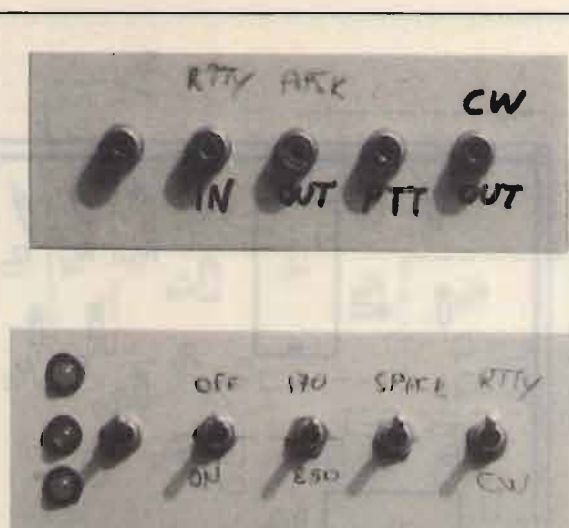 RTTY AFSK
CW
IN OUT PTT OUT
OFF 170 SPACE RTTY
ON 850 CW